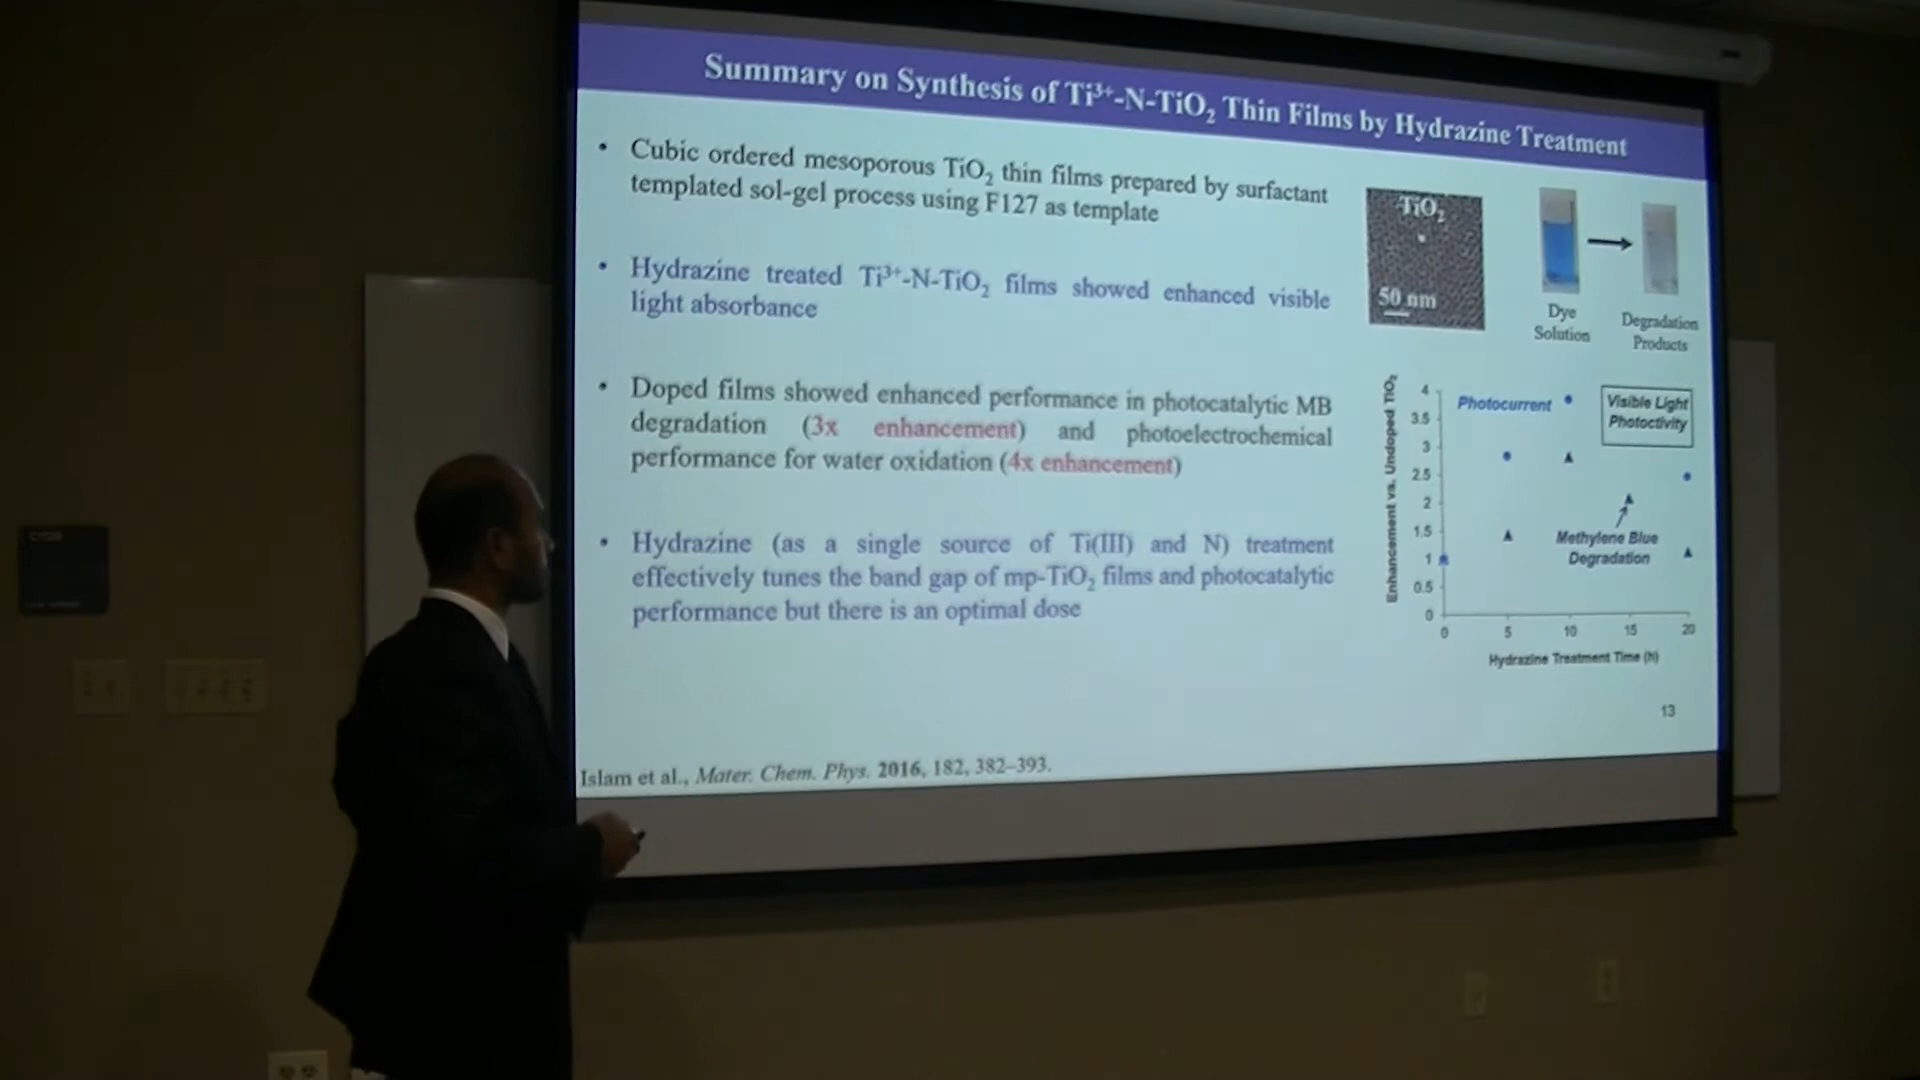 Summary on Synthesis of Ti³⁺-N-TiO₂ Thin Films by Hydrazine Treatment
• Cubic ordered mesoporous TiO₂ thin films prepared by surfactant
templated sol-gel process using F127 as template
• Hydrazine treated Ti³⁺-N-TiO₂ films showed enhanced visible
light absorbance
• Doped films showed enhanced performance in photocatalytic MB
degradation (3x enhancement) and photoelectrochemical
performance for water oxidation (4x enhancement)
• Hydrazine (as a single source of Ti(III) and N) treatment
effectively tunes the band gap of mp-TiO₂ films and photocatalytic
performance but there is an optimal dose
TiO₂
50 nm
Dye
Solution
Degradation
Products
Enhancement vs. Undoped TiO₂
4
3.5
3
2.5
2
1.5
1
0.5
0
Photocurrent
Visible Light
Photoctivity
Methylene Blue
Degradation
0 5 10 15 20
Hydrazine Treatment Time (h)
13
Islam et al., Mater. Chem. Phys. 2016, 182, 382–393.